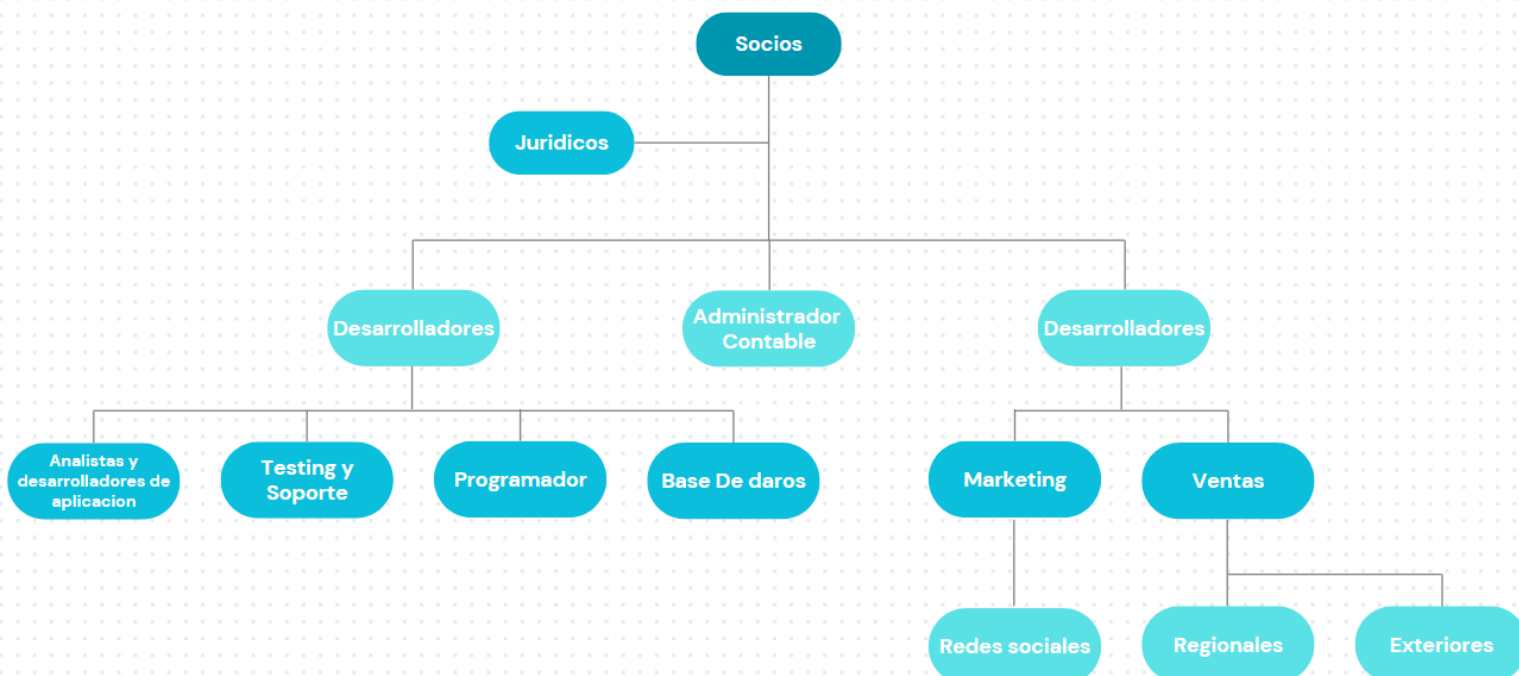 Socios
Juridicos
Desarrolladores
Administrador
Contable
Desarrolladores
Analistas y
desarrolladores de
aplicacion
Testing y
Soporte
Programador
Base De daros
Marketing
Ventas
Redes sociales
Regionales
Exteriores